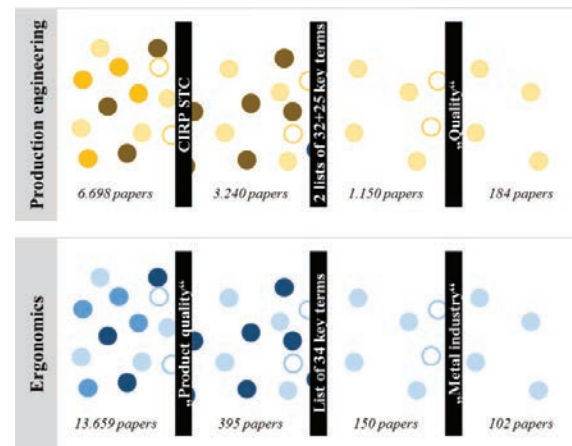 Production engineering
CIRP STC
2 lists of 32+25 key terms
„Quality“
6.698 papers
3.240 papers
1.150 papers
184 papers
Ergonomics
„Product quality“
List of 34 key terms
„Metal industry“
13.659 papers
395 papers
150 papers
102 papers